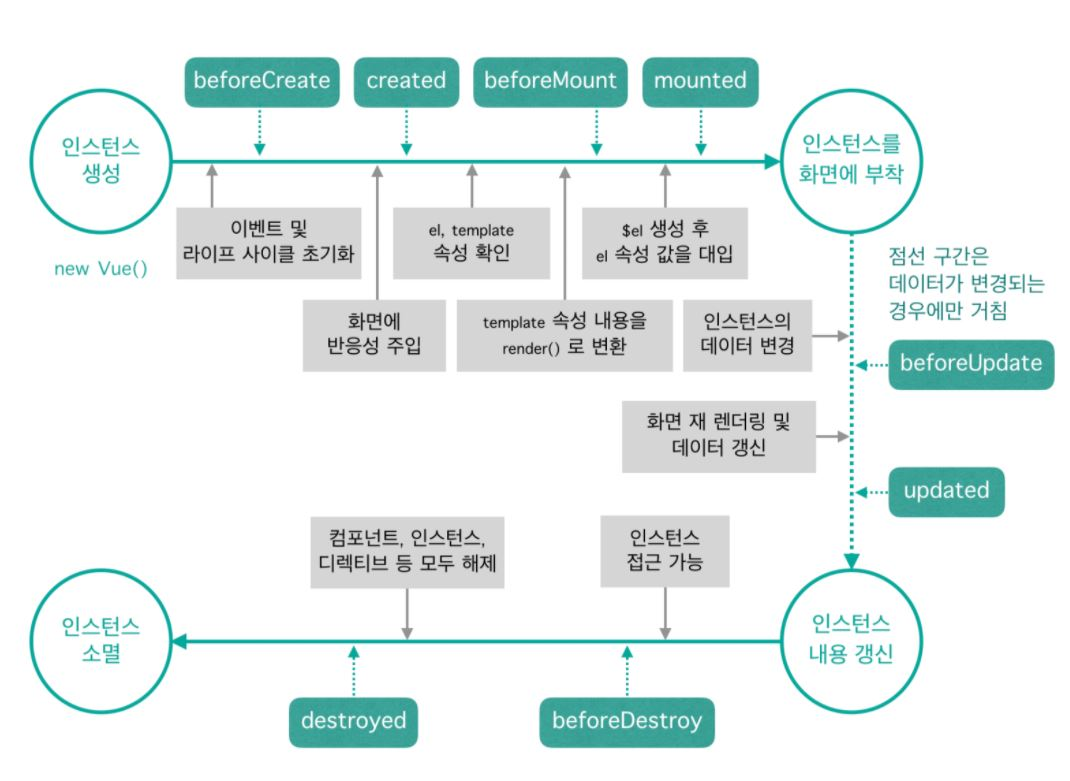 beforeCreate
created
beforeMount
mounted
인스턴스
생성
인스턴스를
화면에 부착
이벤트 및
라이프 사이클 초기화
el, template
속성 확인
$el 생성 후
el 속성 값을 대입
new Vue()
점선 구간은
데이터가 변경되는
경우에만 거침
화면에
반응성 주입
template 속성 내용을
render() 로 변환
인스턴스의
데이터 변경
beforeUpdate
화면 재 렌더링 및
데이터 갱신
updated
컴포넌트, 인스턴스,
디렉티브 등 모두 해제
인스턴스
접근 가능
인스턴스
소멸
인스턴스
내용 갱신
destroyed
beforeDestroy